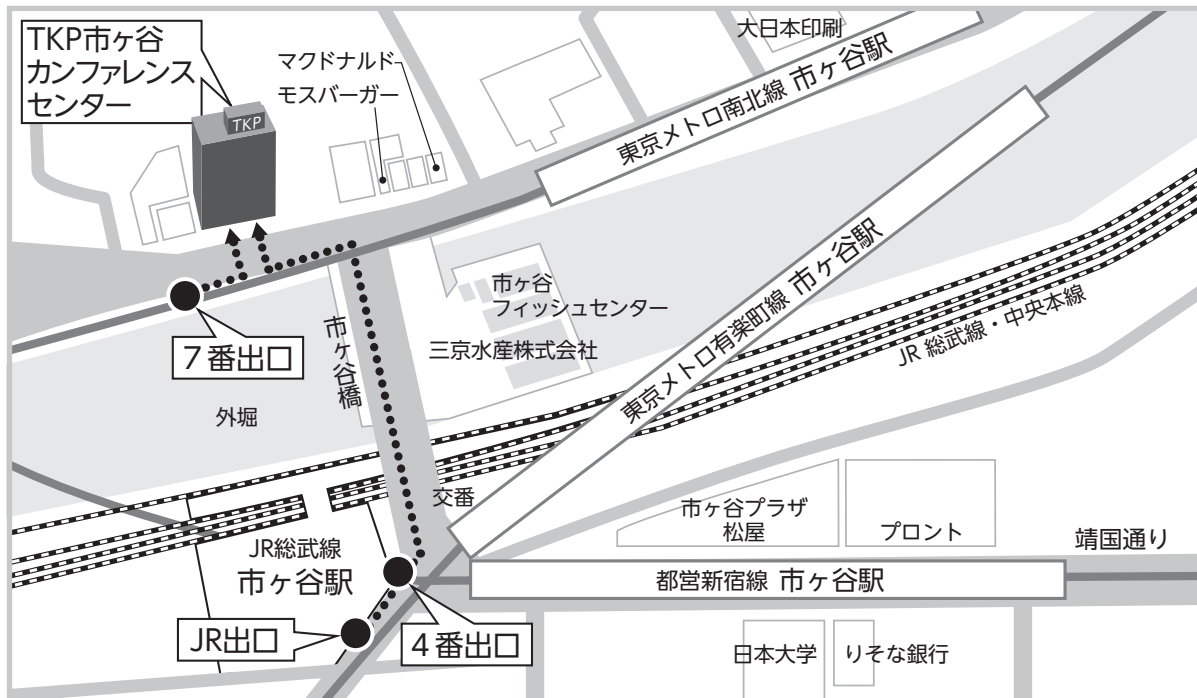 TKP市ヶ谷
カンファレンス
センター
TKP
マクドナルド
モスバーガー
大日本印刷
東京メトロ南北線 市ヶ谷駅
市ヶ谷
フィッシュセンター
三京水産株式会社
東京メトロ有楽町線 市ヶ谷駅
JR 総武線・中央本線
7番出口
市ヶ谷橋
外堀
交番
JR総武線
市ヶ谷駅
市ヶ谷プラザ
松屋
プロント
靖国通り
都営新宿線 市ヶ谷駅
JR出口
4番出口
日本大学
りそな銀行